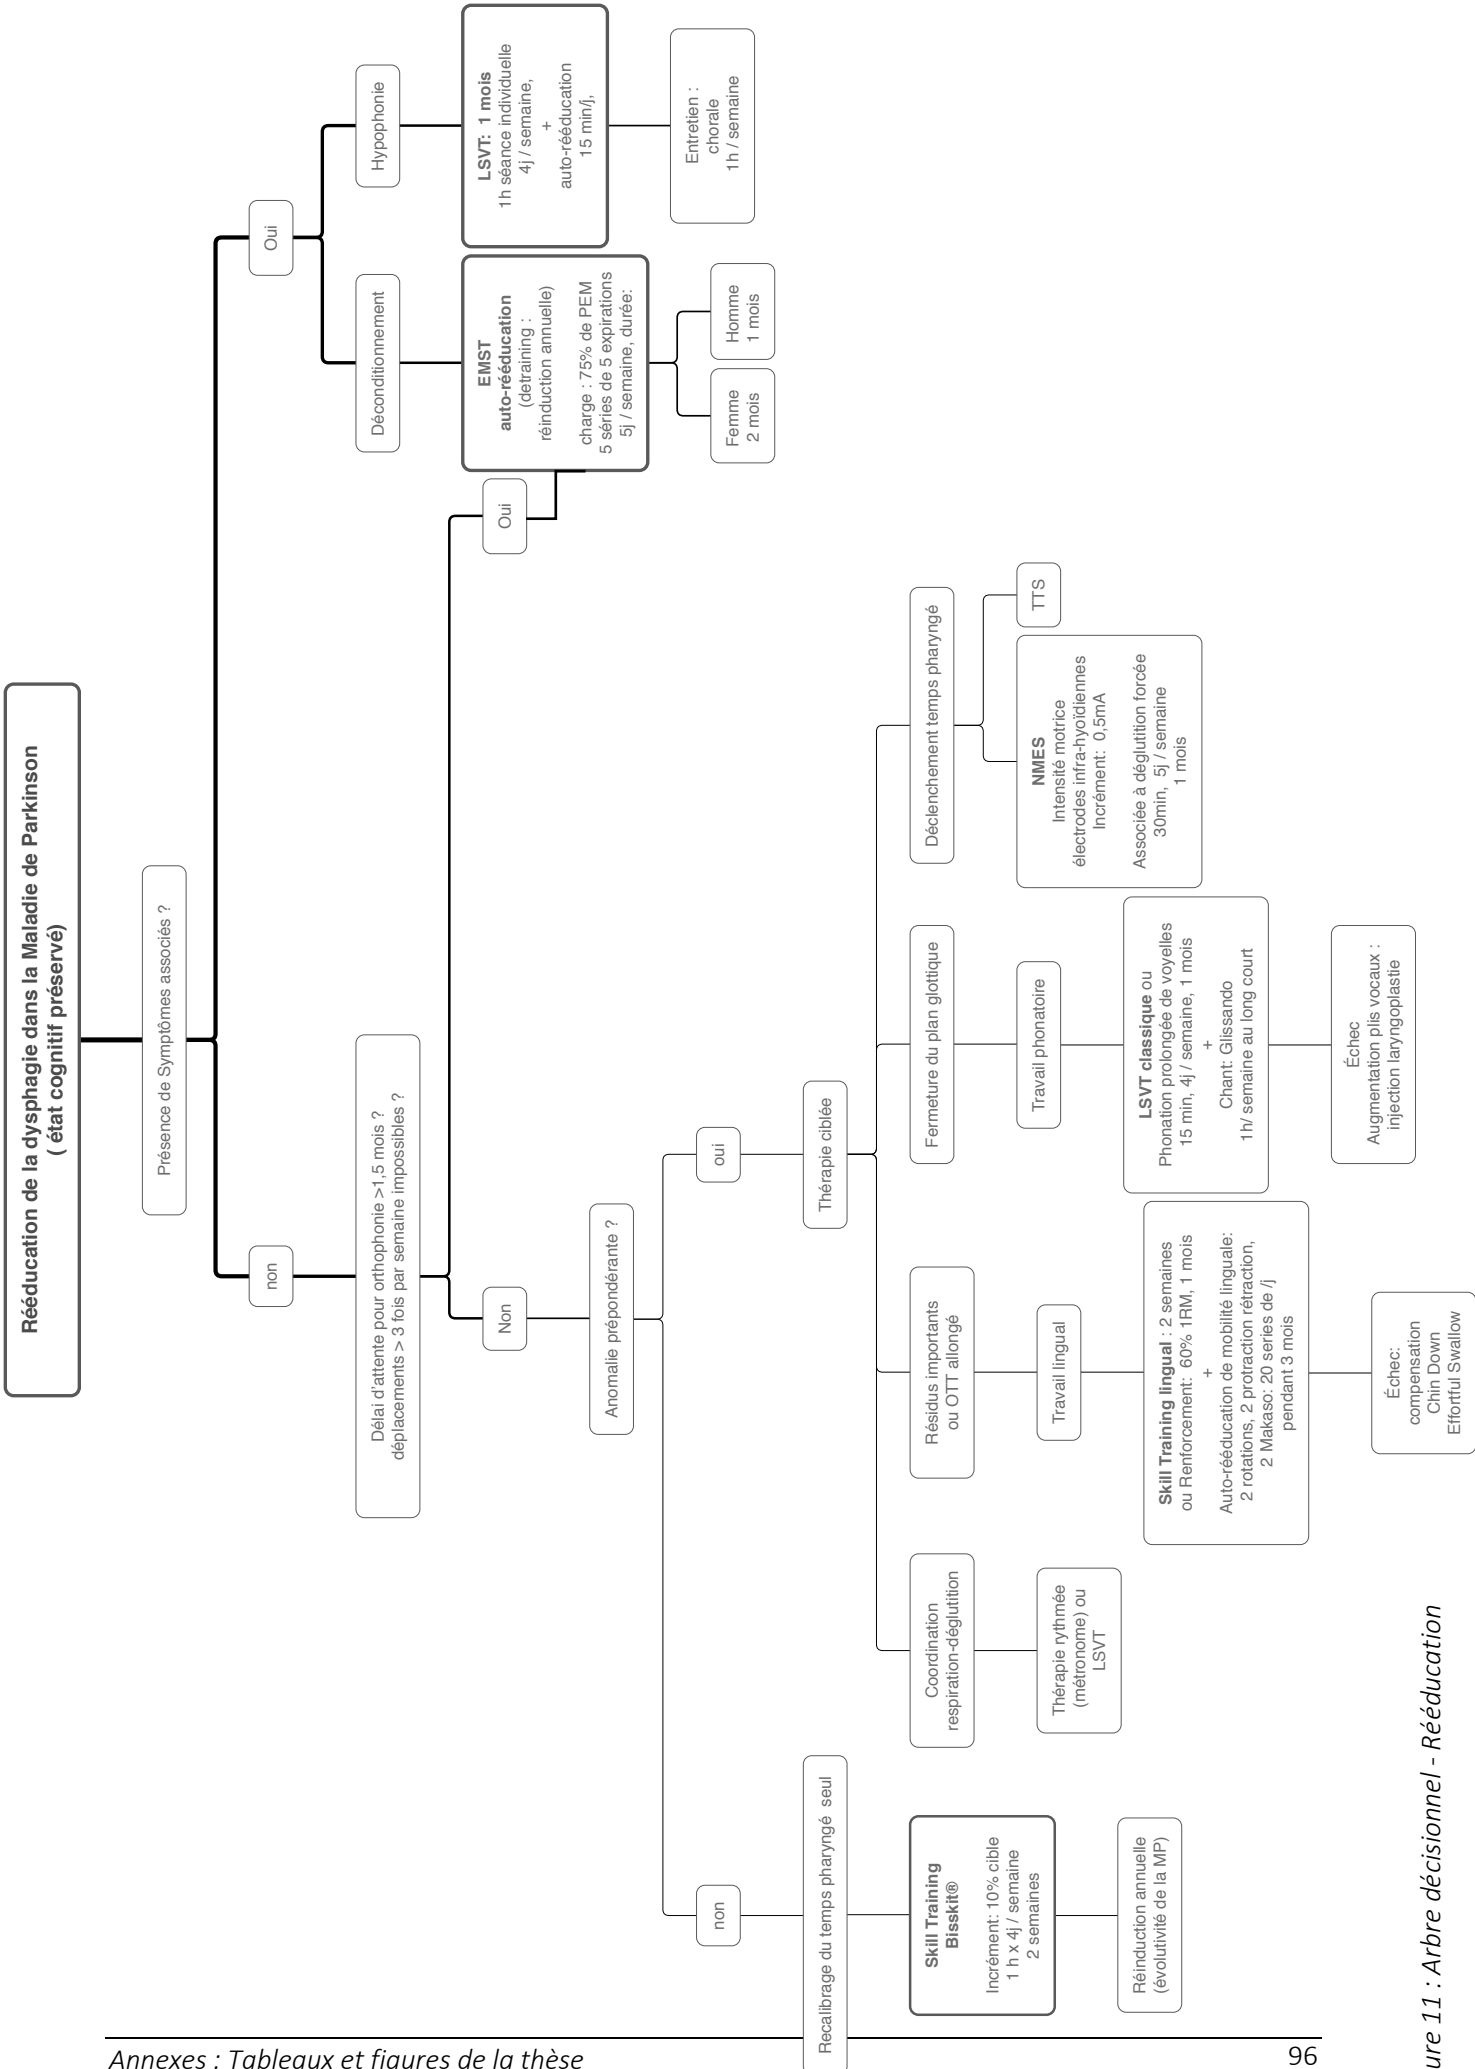 Rééducation de la dysphagie dans la Maladie de Parkinson
( état cognitif préservé)
Présence de Symptômes associés ?
non
Oui
Délai d'attente pour orthophonie >1,5 mois ?
déplacements > 3 fois par semaine impossibles ?
Déconditionnement
Hypophonie
Non
Oui
EMST
auto-rééducation
(detraining :
réinduction annuelle)
charge : 75% de PEM
5 séries de 5 expirations
5j / semaine, durée:
LSVT: 1 mois
1h séance individuelle
4j / semaine,
+
auto-rééducation
15 min/j,
Anomalie prépondérante ?
Femme
2 mois
Homme
1 mois
Entretien :
chorale
1h / semaine
non
oui
Recalibrage du temps pharyngé seul
Thérapie ciblée
Skill Training
Bisskit®
Incrément: 10% cible
1 h x 4j / semaine
2 semaines
Coordination
respiration-déglutition
Résidus importants
ou OTT allongé
Fermeture du plan glottique
Déclenchement temps pharyngé
Réinduction annuelle
(évolutivité de la MP)
Thérapie rythmée
(métronome) ou
LSVT
Travail lingual
Travail phonatoire
NMES
Intensité motrice
électrodes infra-hyoïdiennes
Incrément: 0,5mA
Associée à déglutition forcée
30min, 5j / semaine
1 mois
TTS
Skill Training lingual : 2 semaines
ou Renforcement: 60% 1RM, 1 mois
+
Auto-rééducation de mobilité linguale:
2 rotations, 2 protraction rétraction,
2 Makaso: 20 series de /j
pendant 3 mois
LSVT classique ou
Phonation prolongée de voyelles
15 min, 4j / semaine, 1 mois
+
Chant: Glissando
1h/ semaine au long court
Échec:
compensation
Chin Down
Effortful Swallow
Échec
Augmentation plis vocaux :
injection laryngoplastie
ure 11 : Arbre décisionnel - Rééducation
Annexes : Tableaux et figures de la thèse
96